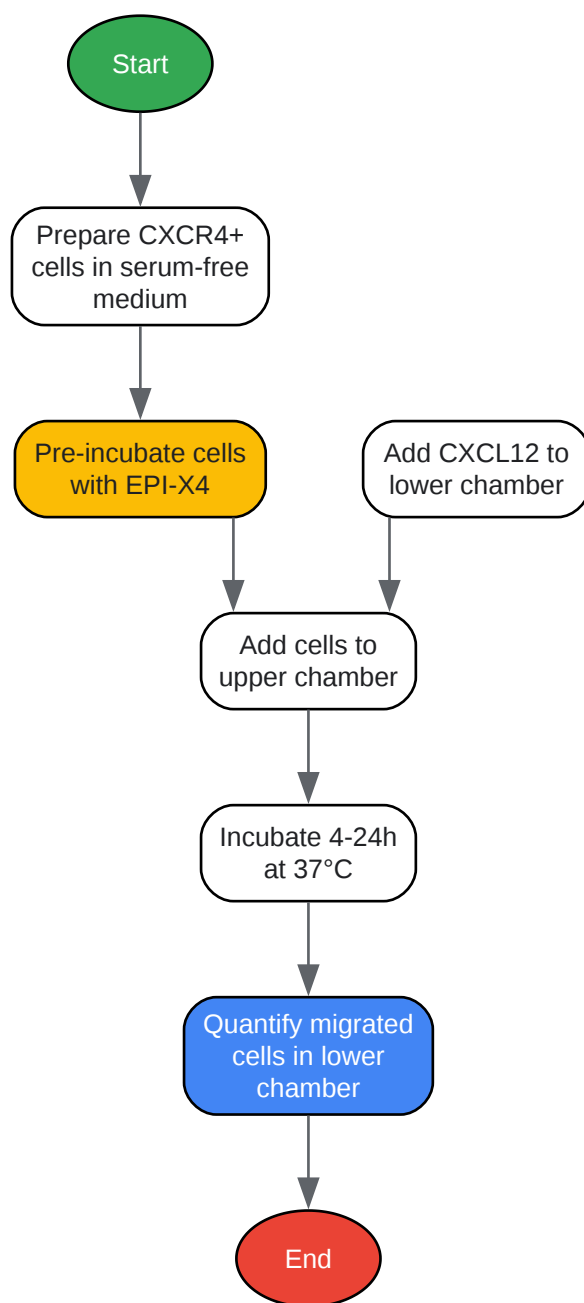 Start
Prepare CXCR4+
cells in serum-free
medium
Pre-incubate cells
with EPI-X4
Add CXCL12 to
lower chamber
Add cells to
upper chamber
Incubate 4-24h
at 37°C
Quantify migrated
cells in lower
chamber
End